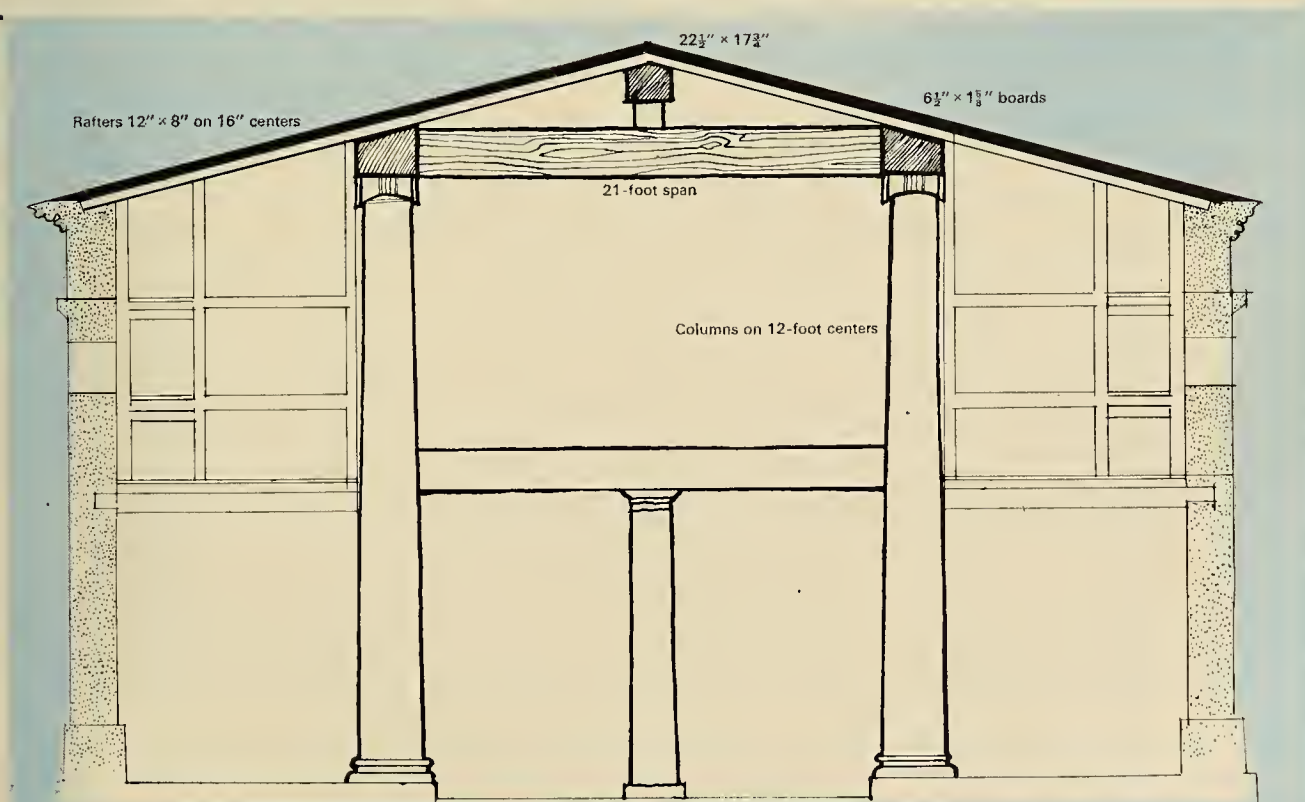 22½" × 17¾"
6½" × 1⅝" boards
Rafters 12" × 8" on 16" centers
21-foot span
Columns on 12-foot centers